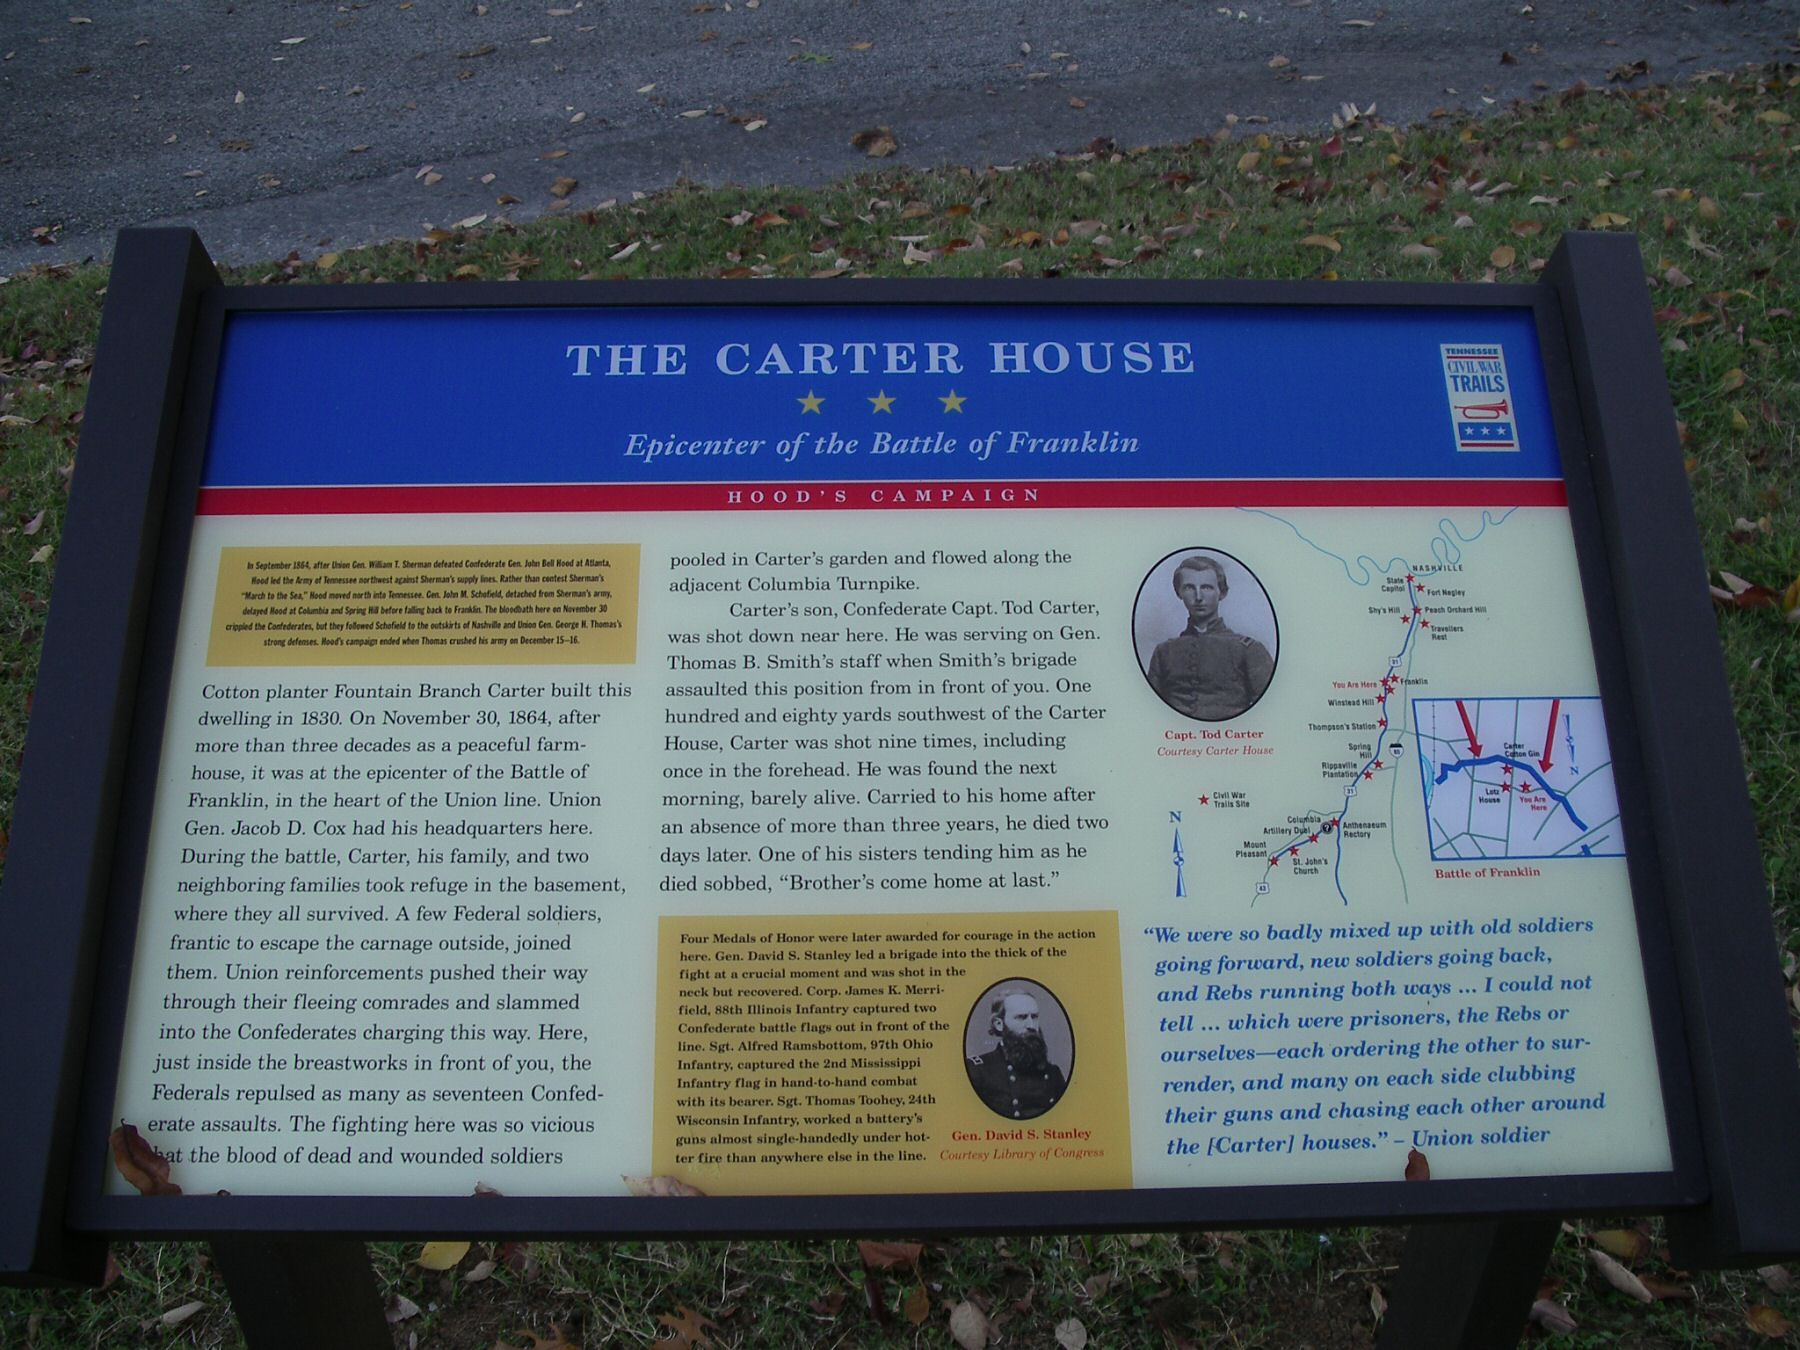 THE CARTER HOUSE
Epicenter of the Battle of Franklin
TENNESSEE
CIVIL WAR
TRAILS
HOOD'S CAMPAIGN
In September 1864, after Union Gen. William T. Sherman defeated Confederate Gen. John Bell Hood at Atlanta,
Hood led the Army of Tennessee northwest against Sherman's supply lines. Rather than contest Sherman's
"March to the Sea," Hood moved north into Tennessee. Gen. John M. Schofield, detached from Sherman's army,
delayed Hood at Columbia and Spring Hill before falling back to Franklin. The bloodbath here on November 30
crippled the Confederates, but they followed Schofield to the outskirts of Nashville and Union Gen. George H. Thomas's
strong defenses. Hood's campaign ended when Thomas crushed his army on December 15–16.
Cotton planter Fountain Branch Carter built this
dwelling in 1830. On November 30, 1864, after
more than three decades as a peaceful farm-
house, it was at the epicenter of the Battle of
Franklin, in the heart of the Union line. Union
Gen. Jacob D. Cox had his headquarters here.
During the battle, Carter, his family, and two
neighboring families took refuge in the basement,
where they all survived. A few Federal soldiers,
frantic to escape the carnage outside, joined
them. Union reinforcements pushed their way
through their fleeing comrades and slammed
into the Confederates charging this way. Here,
just inside the breastworks in front of you, the
Federals repulsed as many as seventeen Confed-
erate assaults. The fighting here was so vicious
that the blood of dead and wounded soldiers
pooled in Carter's garden and flowed along the
adjacent Columbia Turnpike.
Carter's son, Confederate Capt. Tod Carter,
was shot down near here. He was serving on Gen.
Thomas B. Smith's staff when Smith's brigade
assaulted this position from in front of you. One
hundred and eighty yards southwest of the Carter
House, Carter was shot nine times, including
once in the forehead. He was found the next
morning, barely alive. Carried to his home after
an absence of more than three years, he died two
days later. One of his sisters tending him as he
died sobbed, "Brother's come home at last."
Four Medals of Honor were later awarded for courage in the action
here. Gen. David S. Stanley led a brigade into the thick of the
fight at a crucial moment and was shot in the
neck but recovered. Corp. James K. Merri-
field, 88th Illinois Infantry captured two
Confederate battle flags out in front of the
line. Sgt. Alfred Ramsbottom, 97th Ohio
Infantry, captured the 2nd Mississippi
Infantry flag in hand-to-hand combat
with its bearer. Sgt. Thomas Toohey, 24th
Wisconsin Infantry, worked a battery's
guns almost single-handedly under hot-
ter fire than anywhere else in the line.
Gen. David S. Stanley
Courtesy Library of Congress
Capt. Tod Carter
Courtesy Carter House
NASHVILLE
State
Capitol
Fort Negley
Shy's Hill
Peach Orchard Hill
Travellers
Rest
31
You Are Here
Franklin
Winstead Hill
Thompson's Station
Spring
Hill
65
Rippavilla
Plantation
31
Civil War
Trails Site
N
Columbia
Artillery Duel
Anthenaeum
Rectory
Mount
Pleasant
St. John's
Church
43
Carter
Cotton Gin
N
Lotz
House
You Are
Here
Battle of Franklin
"We were so badly mixed up with old soldiers
going forward, new soldiers going back,
and Rebs running both ways ... I could not
tell ... which were prisoners, the Rebs or
ourselves—each ordering the other to sur-
render, and many on each side clubbing
their guns and chasing each other around
the [Carter] houses." – Union soldier